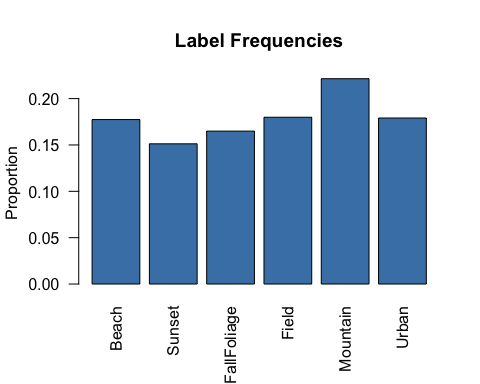 Label Frequencies
Proportion
0.20
0.15
0.10
0.05
0.00
Beach
Sunset
FallFoliage
Field
Mountain
Urban